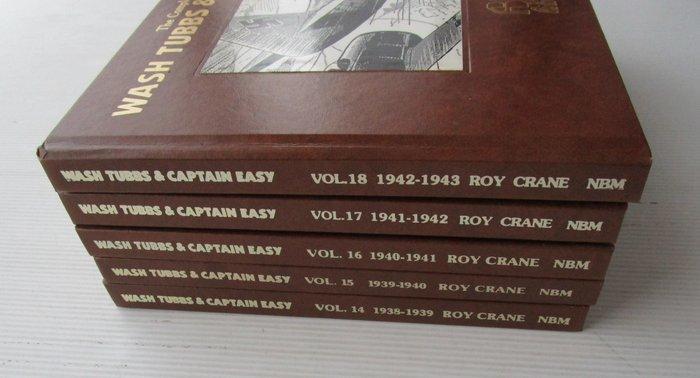 The Compl
WASH TUBBS &
WASH TUBBS & CAPTAIN EASY VOL.18 1942-1943 ROY CRANE NBM
WASH TUBBS & CAPTAIN EASY VOL.17 1941-1942 ROY CRANE NBM
WASH TUBBS & CAPTAIN EASY VOL. 16 1940-1941 ROY CRANE NBM
WASH TUBBS & CAPTAIN EASY VOL. 15 1939-1940 ROY CRANE NBM
WASH TUBBS & CAPTAIN EASY VOL. 14 1938-1939 ROY CRANE NBM